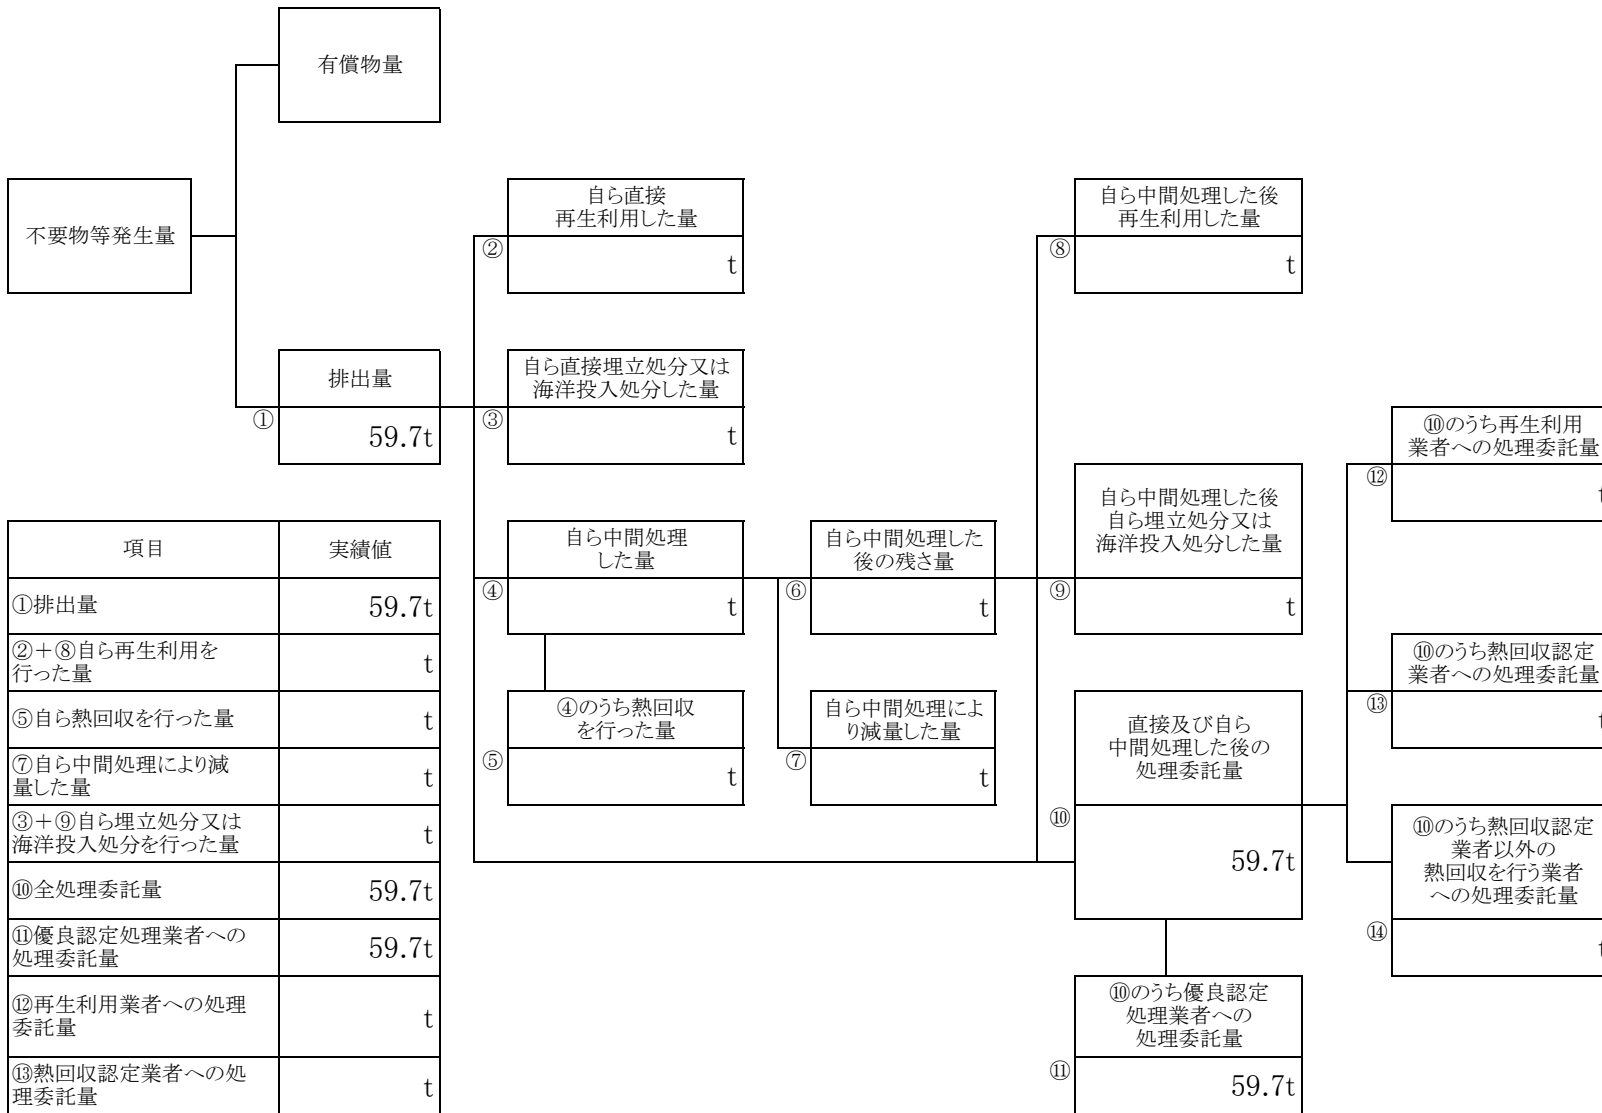 有償物量
不要物等発生量
自ら直接
再生利用した量
②
t
自ら中間処理した後
再生利用した量
⑧
t
排出量
①
59.7t
自ら直接埋立処分又は
海洋投入処分した量
③
t
⑩のうち再生利用
業者への処理委託量
⑫
t
自ら中間処理
した量
④
t
自ら中間処理した
後の残さ量
⑥
t
自ら中間処理した後
自ら埋立処分又は
海洋投入処分した量
⑨
t
⑩のうち熱回収認定
業者への処理委託量
⑬
t
④のうち熱回収
を行った量
⑤
t
自ら中間処理によ
り減量した量
⑦
t
直接及び自ら
中間処理した後の
処理委託量
⑩
59.7t
⑩のうち熱回収認定
業者以外の
熱回収を行う業者
への処理委託量
⑭
t
⑩のうち優良認定
処理業者への
処理委託量
⑪
59.7t
項目
実績値
①排出量
59.7t
②+⑧自ら再生利用を
行った量
t
⑤自ら熱回収を行った量
t
⑦自ら中間処理により減
量した量
t
③+⑨自ら埋立処分又は
海洋投入処分を行った量
t
⑩全処理委託量
59.7t
⑪優良認定処理業者への
処理委託量
59.7t
⑫再生利用業者への処理
委託量
t
⑬熱回収認定業者への処
理委託量
t